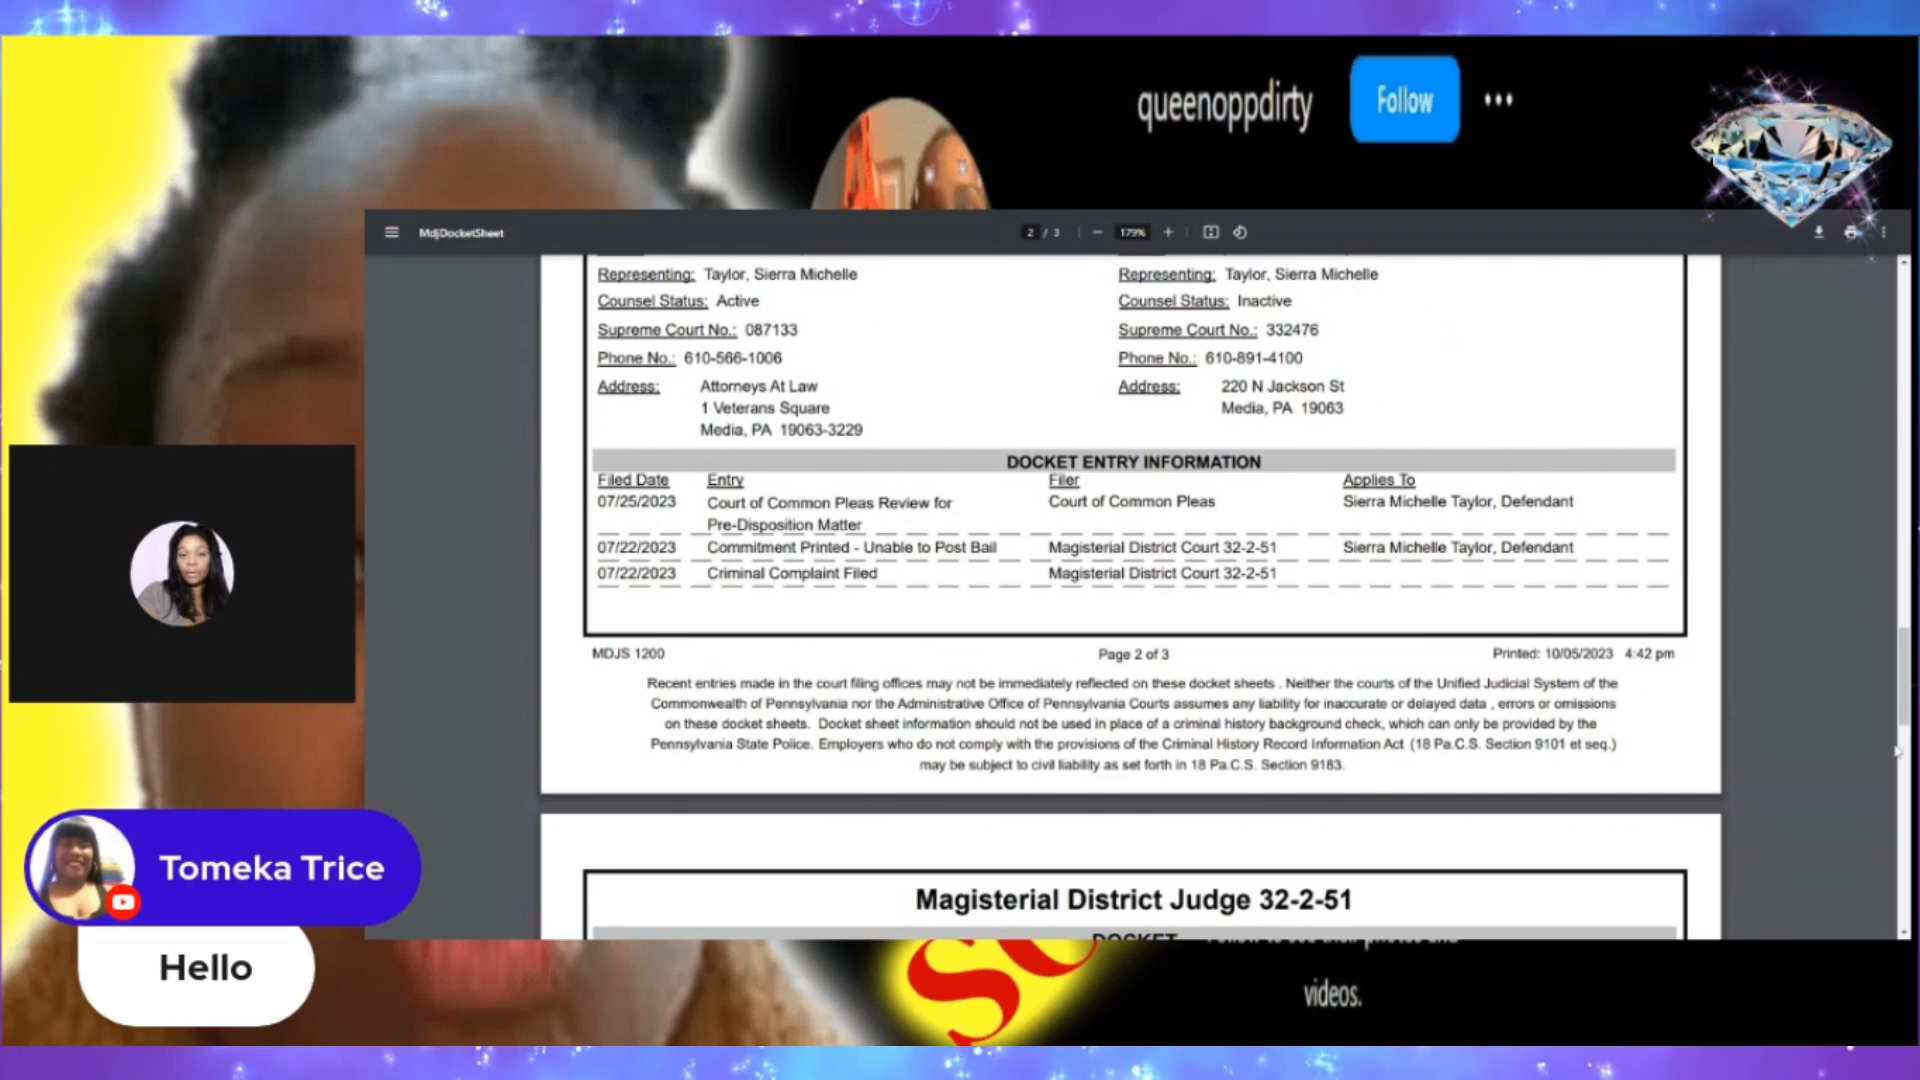 queenoppdirty
Follow
MdjDocketSheet
2 / 3
179%
Representing: Taylor, Sierra Michelle
Representing: Taylor, Sierra Michelle
Counsel Status: Active
Counsel Status: Inactive
Supreme Court No.: 087133
Supreme Court No.: 332476
Phone No.: 610-566-1006
Phone No.: 610-891-4100
Address: Attorneys At Law
1 Veterans Square
Media, PA 19063-3229
Address: 220 N Jackson St
Media, PA 19063
DOCKET ENTRY INFORMATION
Filed Date Entry Filer Applies To
07/25/2023 Court of Common Pleas Review for Court of Common Pleas Sierra Michelle Taylor, Defendant
Pre-Disposition Matter
07/22/2023 Commitment Printed - Unable to Post Bail Magisterial District Court 32-2-51 Sierra Michelle Taylor, Defendant
07/22/2023 Criminal Complaint Filed Magisterial District Court 32-2-51
MDJS 1200 Page 2 of 3 Printed: 10/05/2023 4:42 pm
Recent entries made in the court filing offices may not be immediately reflected on these docket sheets . Neither the courts of the Unified Judicial System of the
Commonwealth of Pennsylvania nor the Administrative Office of Pennsylvania Courts assumes any liability for inaccurate or delayed data , errors or omissions
on these docket sheets. Docket sheet information should not be used in place of a criminal history background check, which can only be provided by the
Pennsylvania State Police. Employers who do not comply with the provisions of the Criminal History Record Information Act (18 Pa.C.S. Section 9101 et seq.)
may be subject to civil liability as set forth in 18 Pa.C.S. Section 9183.
Magisterial District Judge 32-2-51
DOCKET
Tomeka Trice
Hello
videos.